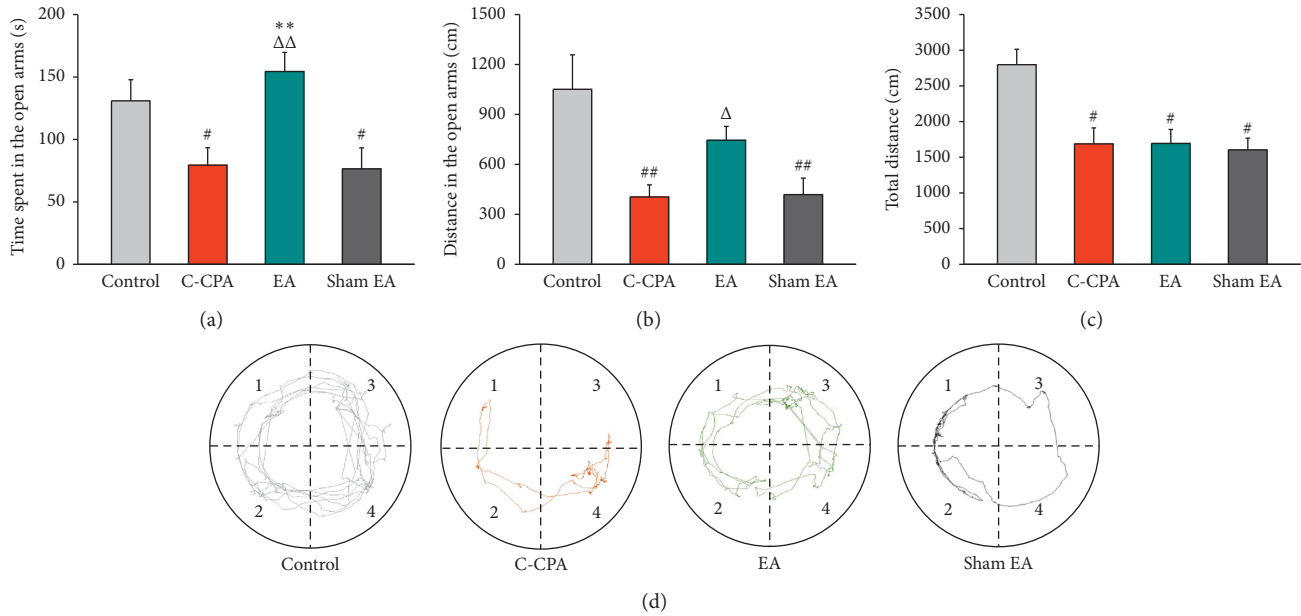 Time spent in the open arms (s)
200
150
100
50
0
#
**
ΔΔ
#
Control
C-CPA
EA
Sham EA
(a)
Distance in the open arms (cm)
1500
1200
900
600
300
0
##
Δ
##
Control
C-CPA
EA
Sham EA
(b)
Total distance (cm)
3500
3000
2500
2000
1500
1000
500
0
#
#
#
Control
C-CPA
EA
Sham EA
(c)
1
3
2
4
Control
1
3
2
4
C-CPA
1
3
2
4
EA
1
3
2
4
Sham EA
(d)